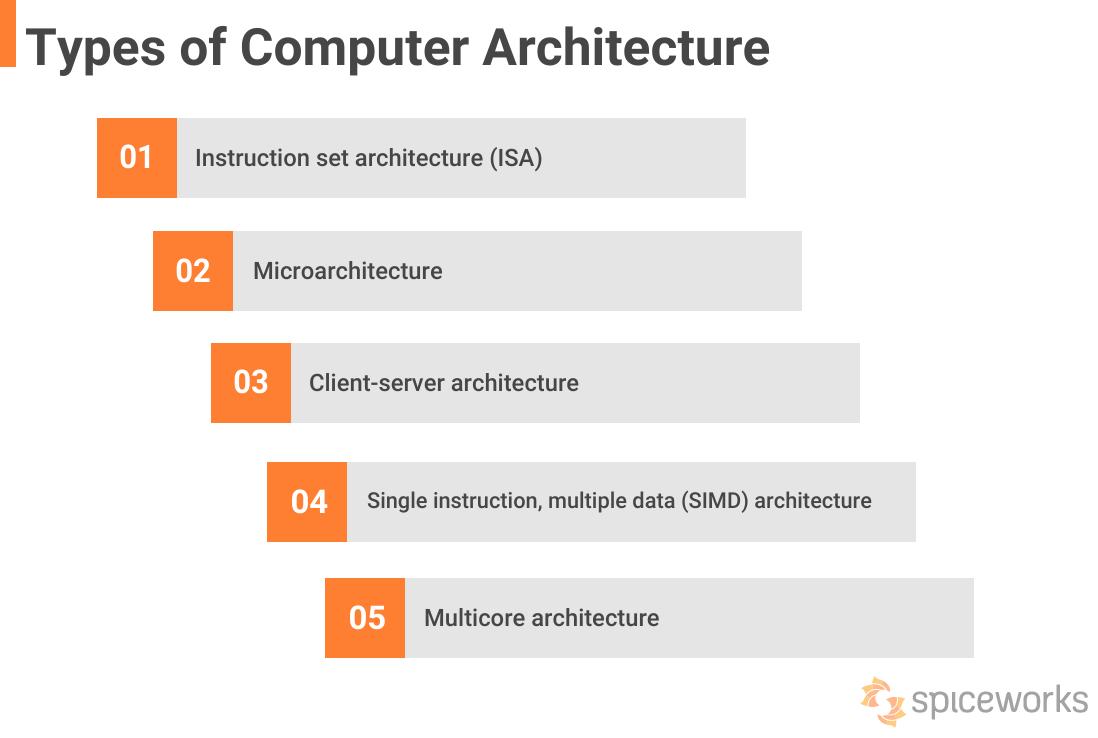 Types of Computer Architecture
01
Instruction set architecture (ISA)
02
Microarchitecture
03
Client-server architecture
04
Single instruction, multiple data (SIMD) architecture
05
Multicore architecture
spiceworks